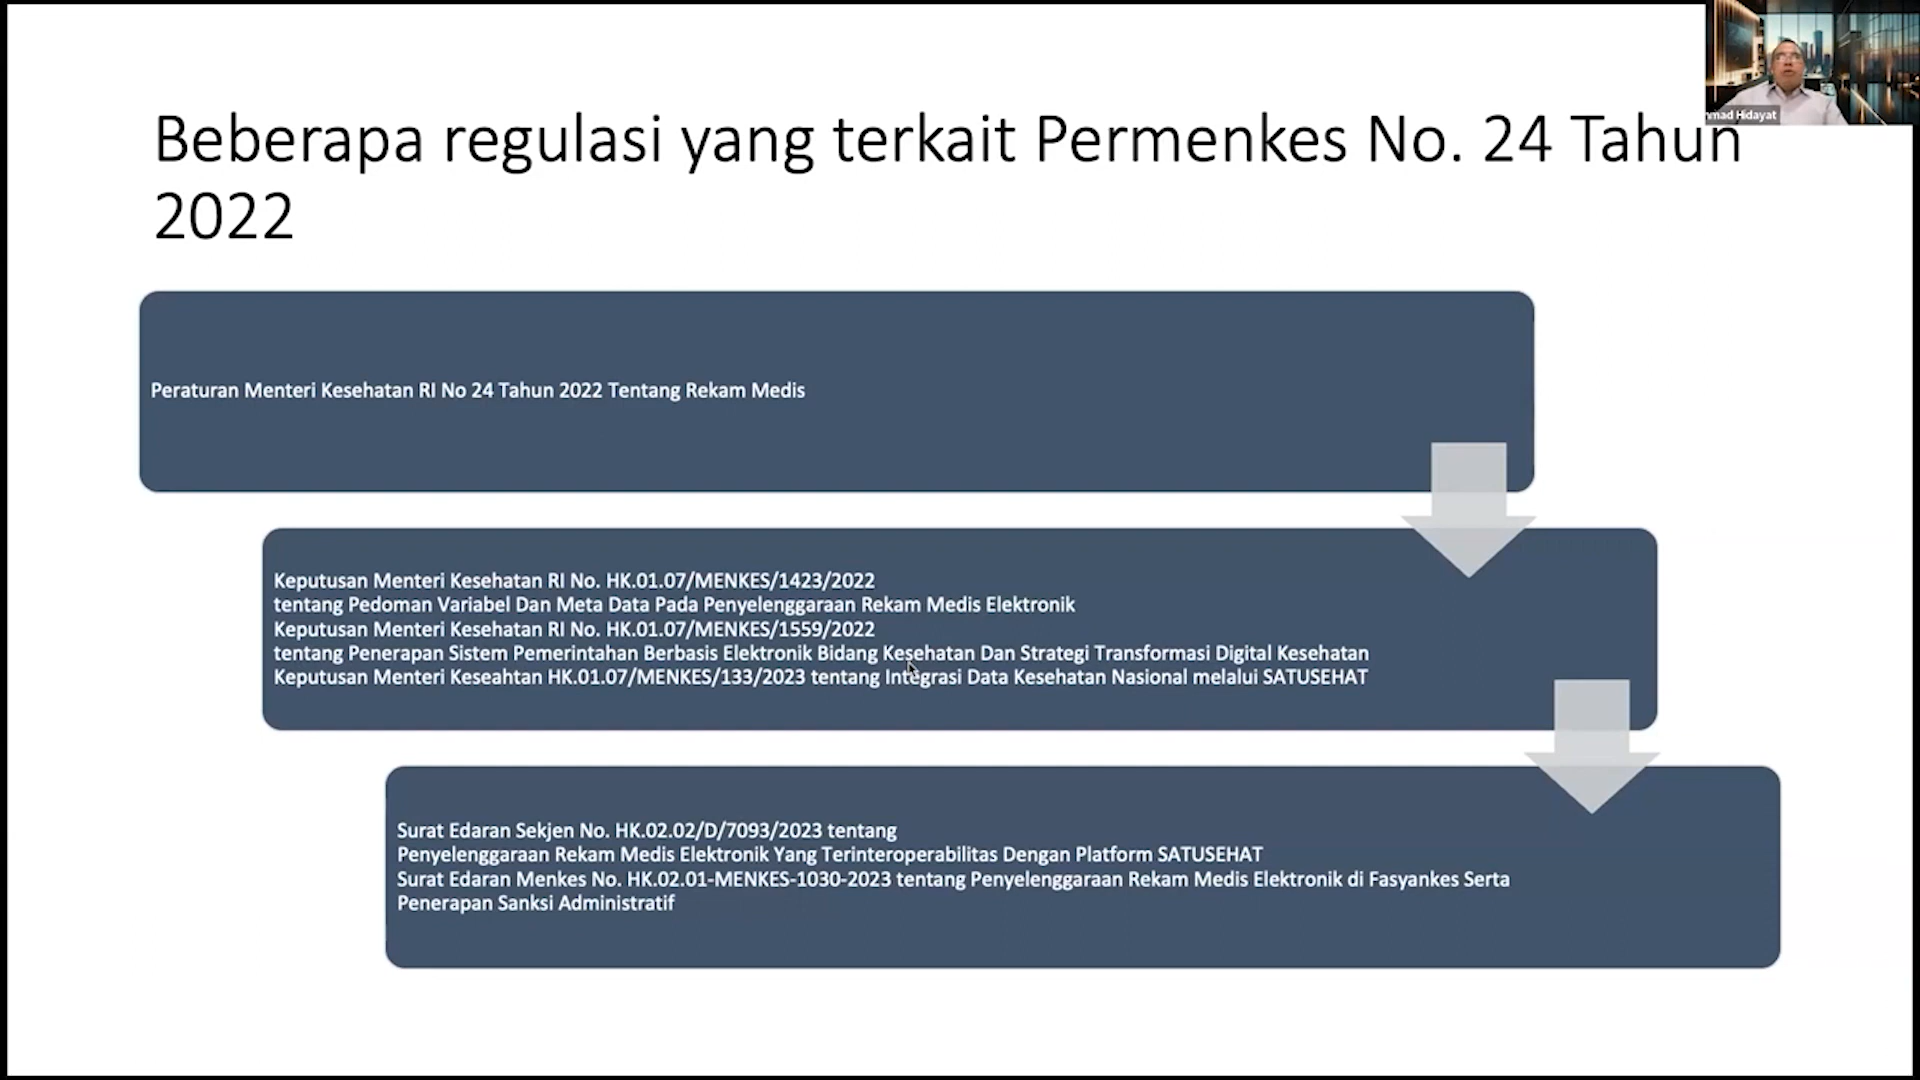 Beberapa regulasi yang terkait Permenkes No. 24 Tahun
2022
mad Hidayat
Peraturan Menteri Kesehatan RI No 24 Tahun 2022 Tentang Rekam Medis
Keputusan Menteri Kesehatan RI No. HK.01.07/MENKES/1423/2022
tentang Pedoman Variabel Dan Meta Data Pada Penyelenggaraan Rekam Medis Elektronik
Keputusan Menteri Kesehatan RI No. HK.01.07/MENKES/1559/2022
tentang Penerapan Sistem Pemerintahan Berbasis Elektronik Bidang Kesehatan Dan Strategi Transformasi Digital Kesehatan
Keputusan Menteri Keseahtan HK.01.07/MENKES/133/2023 tentang Integrasi Data Kesehatan Nasional melalui SATUSEHAT
Surat Edaran Sekjen No. HK.02.02/D/7093/2023 tentang
Penyelenggaraan Rekam Medis Elektronik Yang Terinteroperabilitas Dengan Platform SATUSEHAT
Surat Edaran Menkes No. HK.02.01-MENKES-1030-2023 tentang Penyelenggaraan Rekam Medis Elektronik di Fasyankes Serta
Penerapan Sanksi Administratif